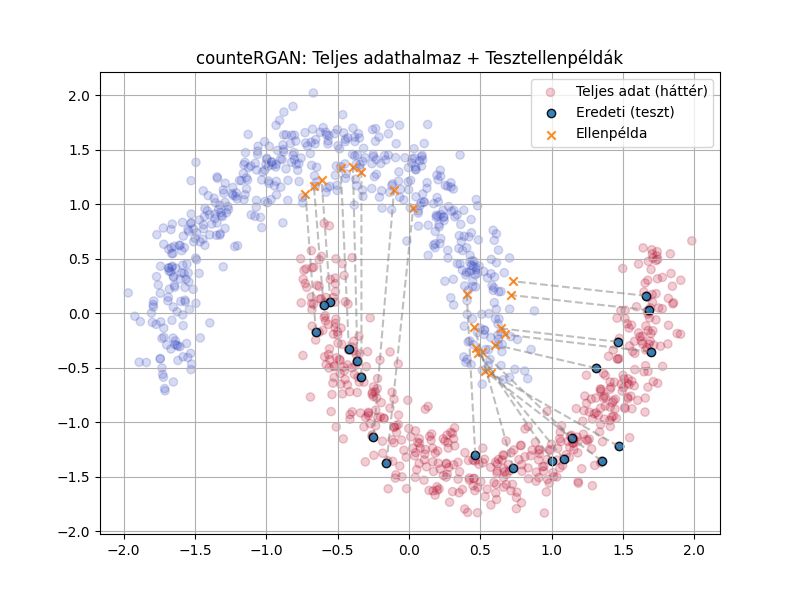 counteRGAN: Teljes adathalmaz + Tesztellenpéldák
Teljes adat (háttér)
Eredeti (teszt)
Ellenpélda
2.0
1.5
1.0
0.5
0.0
−0.5
−1.0
−1.5
−2.0
−2.0 −1.5 −1.0 −0.5 0.0 0.5 1.0 1.5 2.0